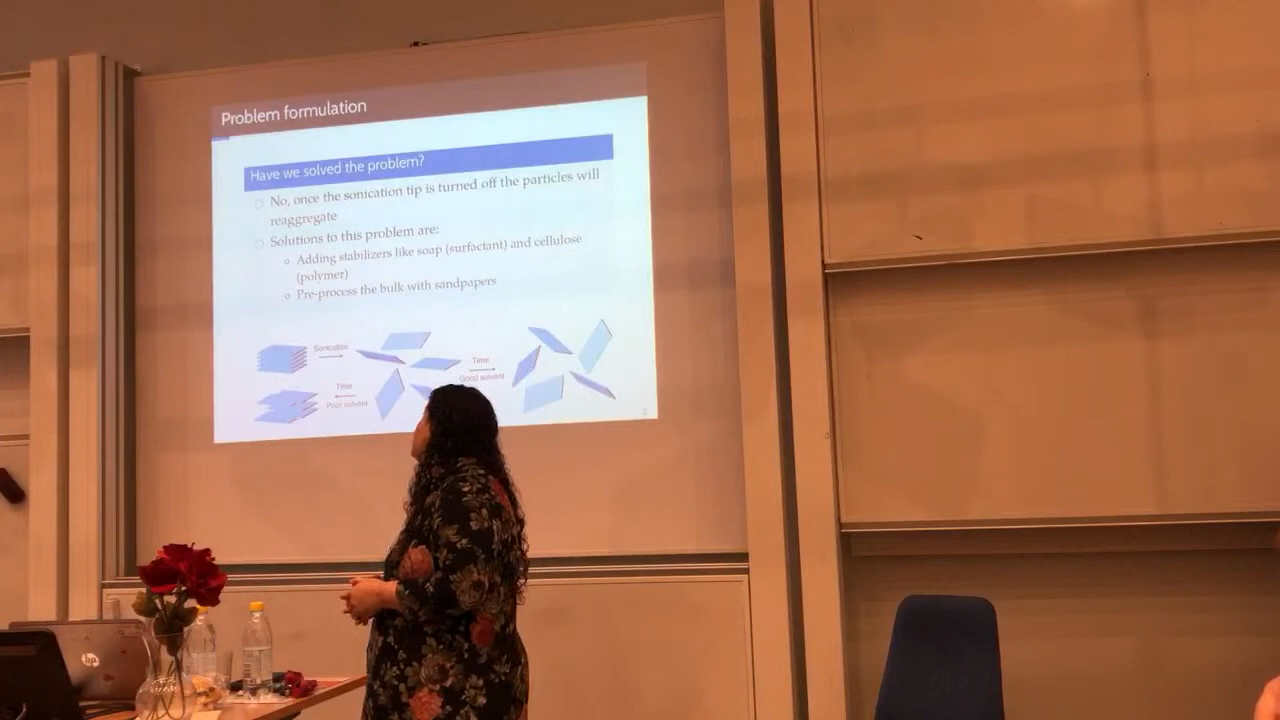 Problem formulation
Have we solved the problem?
No, once the sonication tip is turned off the particles will
reaggregate
Solutions to this problem are:
Adding stabilizers like soap (surfactant) and cellulose
(polymer)
Pre-process the bulk with sandpapers
Sonication
Time
Good solvent
Time
Poor solvent
hp